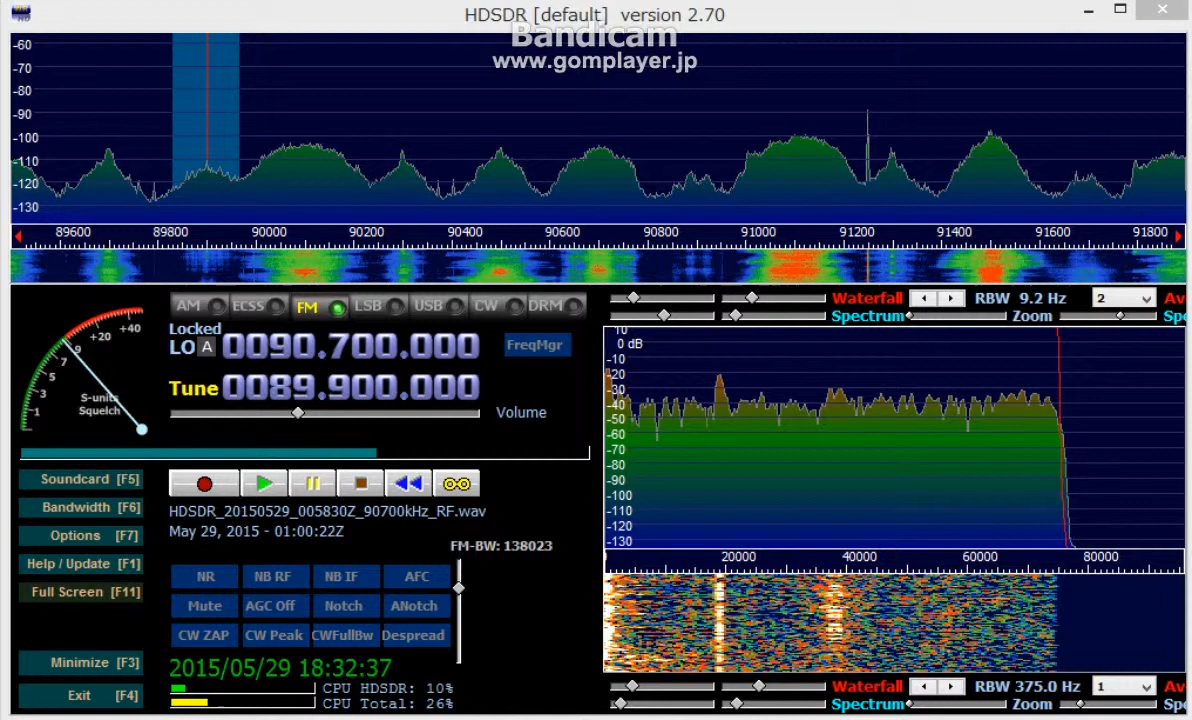 HDSDR [default] version 2.70
Bandicam
www.gomplayer.jp
-60
-70
-80
-90
-100
-110
-120
-130
89600 89800 90000 90200 90400 90600 90800 91000 91200 91400 91600 91800
+40
+20
9
7
5
3
1
S-units
Squelch
AM ECSS FM LSB USB CW DRM
Locked
LO A 0090.700.000 FreqMgr
Tune 0089.900.000
Volume
Waterfall RBW 9.2 Hz 2 Av
Spectrum Zoom Spe
10
0 dB
-10
-20
-30
-40
-50
-60
-70
-80
-90
-100
-110
-120
-130
20000 40000 60000 80000
Soundcard [F5]
Bandwidth [F6]
Options [F7]
Help / Update [F1]
Full Screen [F11]
Minimize [F3]
Exit [F4]
HDSDR_20150529_005830Z_90700kHz_RF.wav
May 29, 2015 - 01:00:22Z
FM-BW: 138023
NR NB RF NB IF AFC
Mute AGC Off Notch ANotch
CW ZAP CW Peak CWFullBw Despread
2015/05/29 18:32:37
CPU HDSDR: 10%
CPU Total: 26%
Waterfall RBW 375.0 Hz 1 Av
Spectrum Zoom Spe